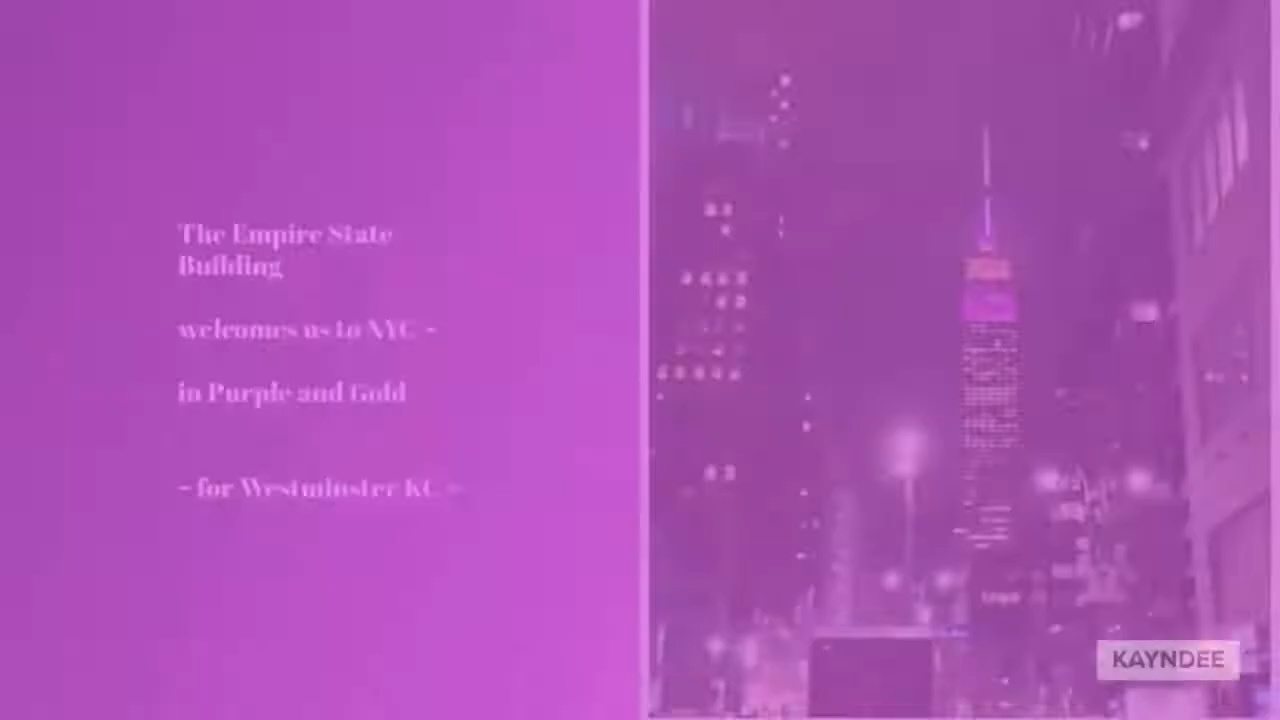 The Empire State
Building
welcomes us to NYC -
in Purple and Gold
- for Westminster KC -
KAYNDEE